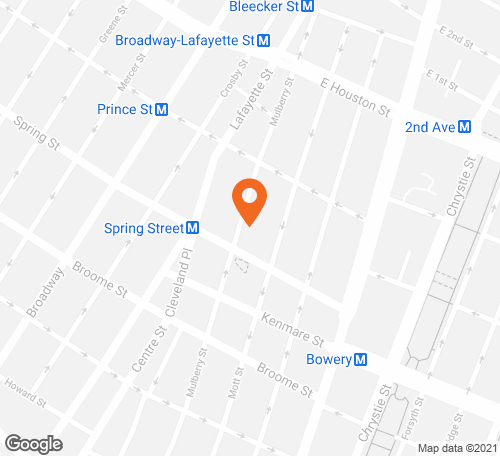 Bleecker St M
Greene St
E 2nd St
Broadway-Lafayette St M
Mercer St
Crosby St
Lafayette St
Mulberry St
E 1st St
E Houston St
Prince St M
Spring St
2nd Ave M
Chrystie St
Spring Street M
Cleveland Pl
Broadway
Broome St
Kenmare St
Centre St
Mulberry St
Mott St
Broome St
Bowery M
Howard St
Chrystie St
Forsyth St
dge St
Google
Map data ©2021